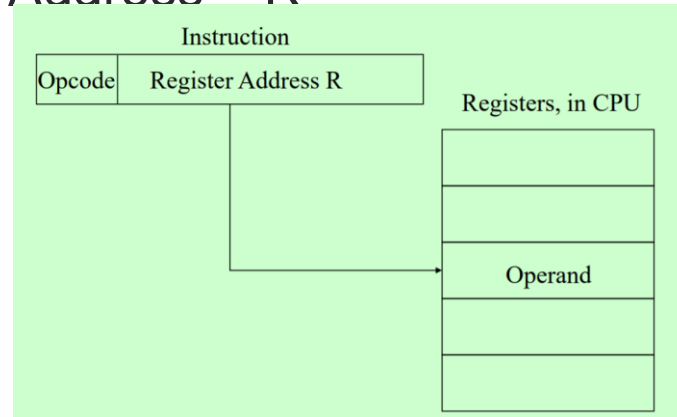 Instruction
Opcode Register Address R
Registers, in CPU
Operand